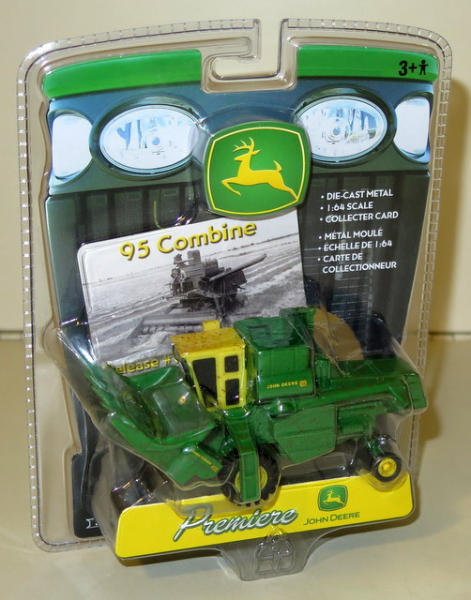 3+
• DIE-CAST METAL
• 1:64 SCALE
• COLLECTER CARD
• MÉTAL MOULÉ
• ÉCHELLE DE 1:64
• CARTE DE
COLLECTIONNEUR
95 Combine
Release #
JOHN DEERE
Premiere
JOHN DEERE